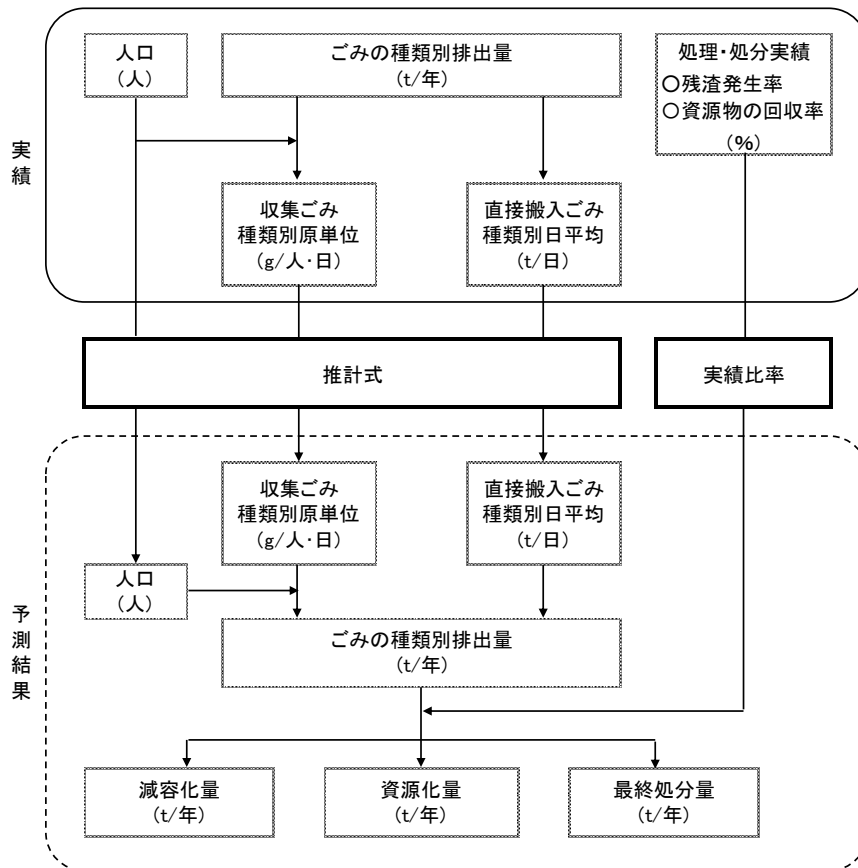 人口
（人）
ごみの種類別排出量
（t/年）
処理・処分実績
○残渣発生率
○資源物の回収率
（%）
実績
収集ごみ
種類別原単位
（g/人・日）
直接搬入ごみ
種類別日平均
（t/日）
推計式
実績比率
収集ごみ
種類別原単位
（g/人・日）
直接搬入ごみ
種類別日平均
（t/日）
人口
（人）
予測結果
ごみの種類別排出量
（t/年）
減容化量
（t/年）
資源化量
（t/年）
最終処分量
（t/年）